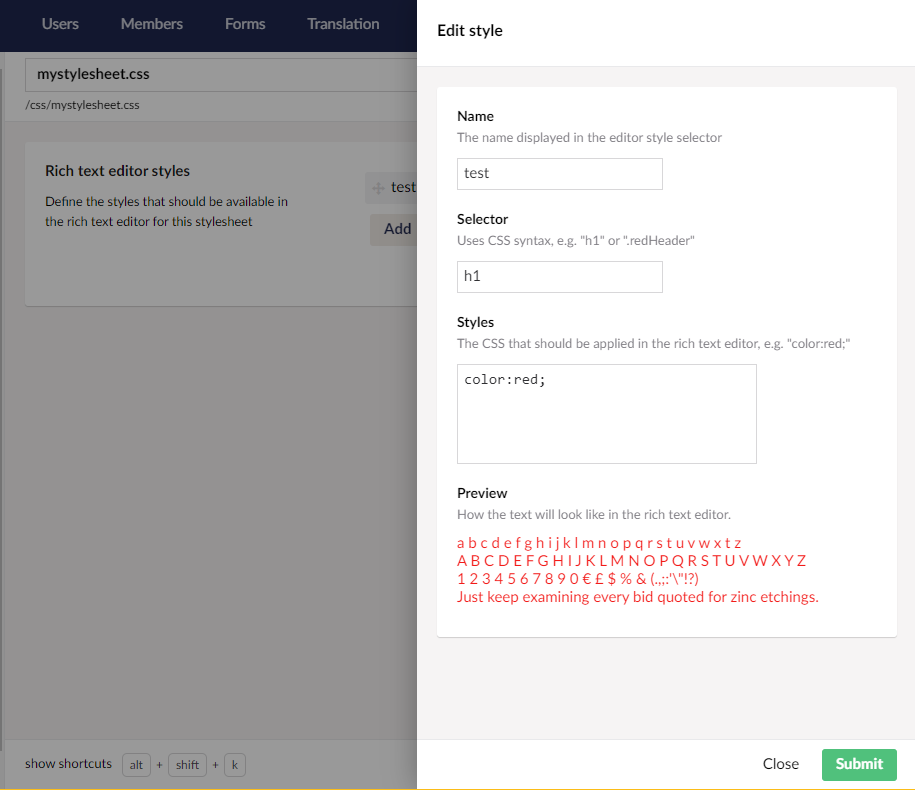 Users Members Forms Translation
mystylesheet.css
/css/mystylesheet.css
Rich text editor styles
Define the styles that should be available in
the rich text editor for this stylesheet
test
Add
show shortcuts alt + shift + k
Edit style
Name
The name displayed in the editor style selector
test
Selector
Uses CSS syntax, e.g. "h1" or ".redHeader"
h1
Styles
The CSS that should be applied in the rich text editor, e.g. "color:red;"
color:red;
Preview
How the text will look like in the rich text editor.
a b c d e f g h i j k l m n o p q r s t u v w x t z
A B C D E F G H I J K L M N O P Q R S T U V W X Y Z
1 2 3 4 5 6 7 8 9 0 € £ $ % & (.,;:'\"!?)
Just keep examining every bid quoted for zinc etchings.
Close Submit